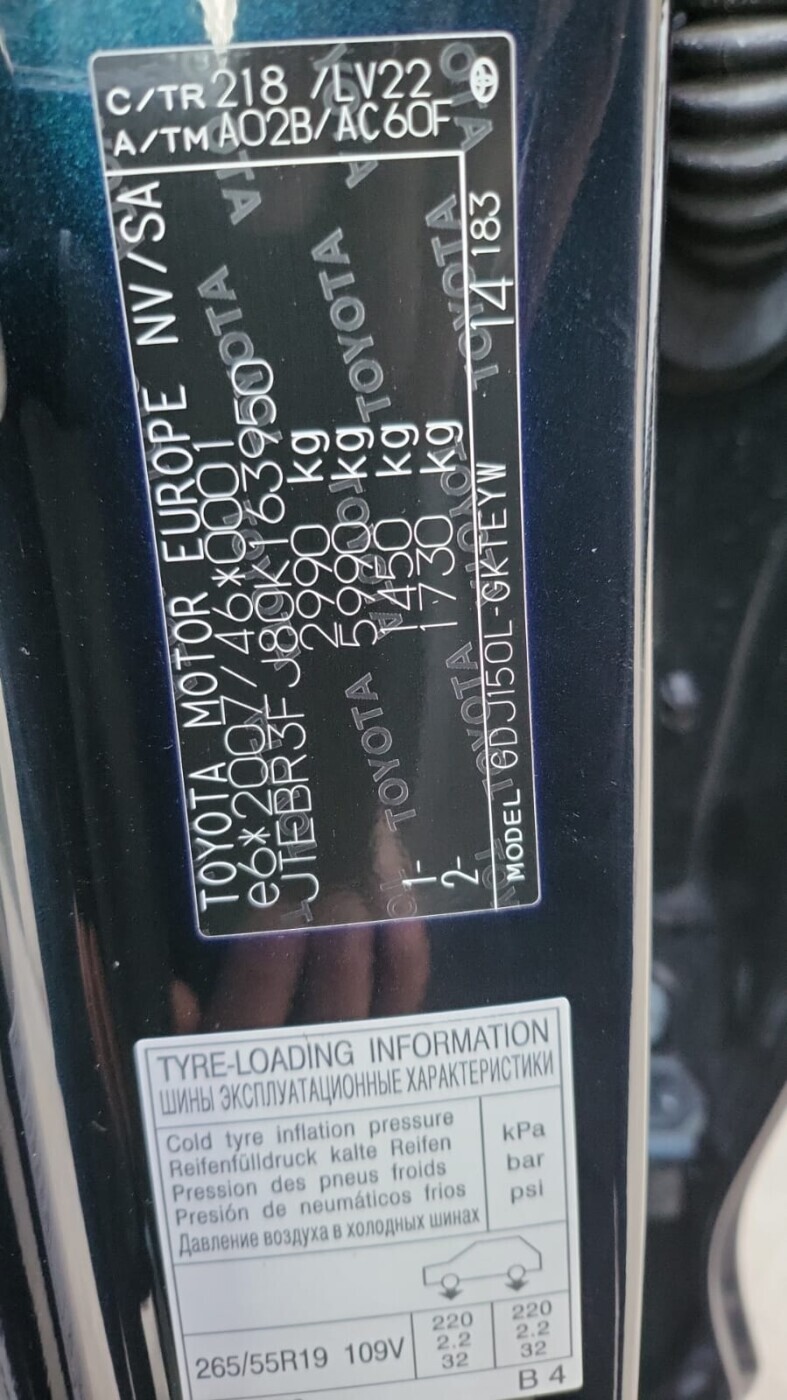 C/TR 218 /LV22
A/TM A02B/AC60F
TOYOTA MOTOR EUROPE NV/SA
e6*2007/46*0001
JTEBR3FJ80K163950
2990 kg
5990 kg
1- 1450 kg
2- 1730 kg
MODEL GDJ150L-GKTEYW 14 183
TYRE-LOADING INFORMATION
ШИНЫ ЭКСПЛУАТАЦИОННЫЕ ХАРАКТЕРИСТИКИ
Cold tyre inflation pressure
Reifenfülldruck kalte Reifen
Pression des pneus froids
Presión de neumáticos frios
Давление воздуха в холодных шинах
kPa
bar
psi
265/55R19 109V
220
2.2
32
220
2.2
32
B 4